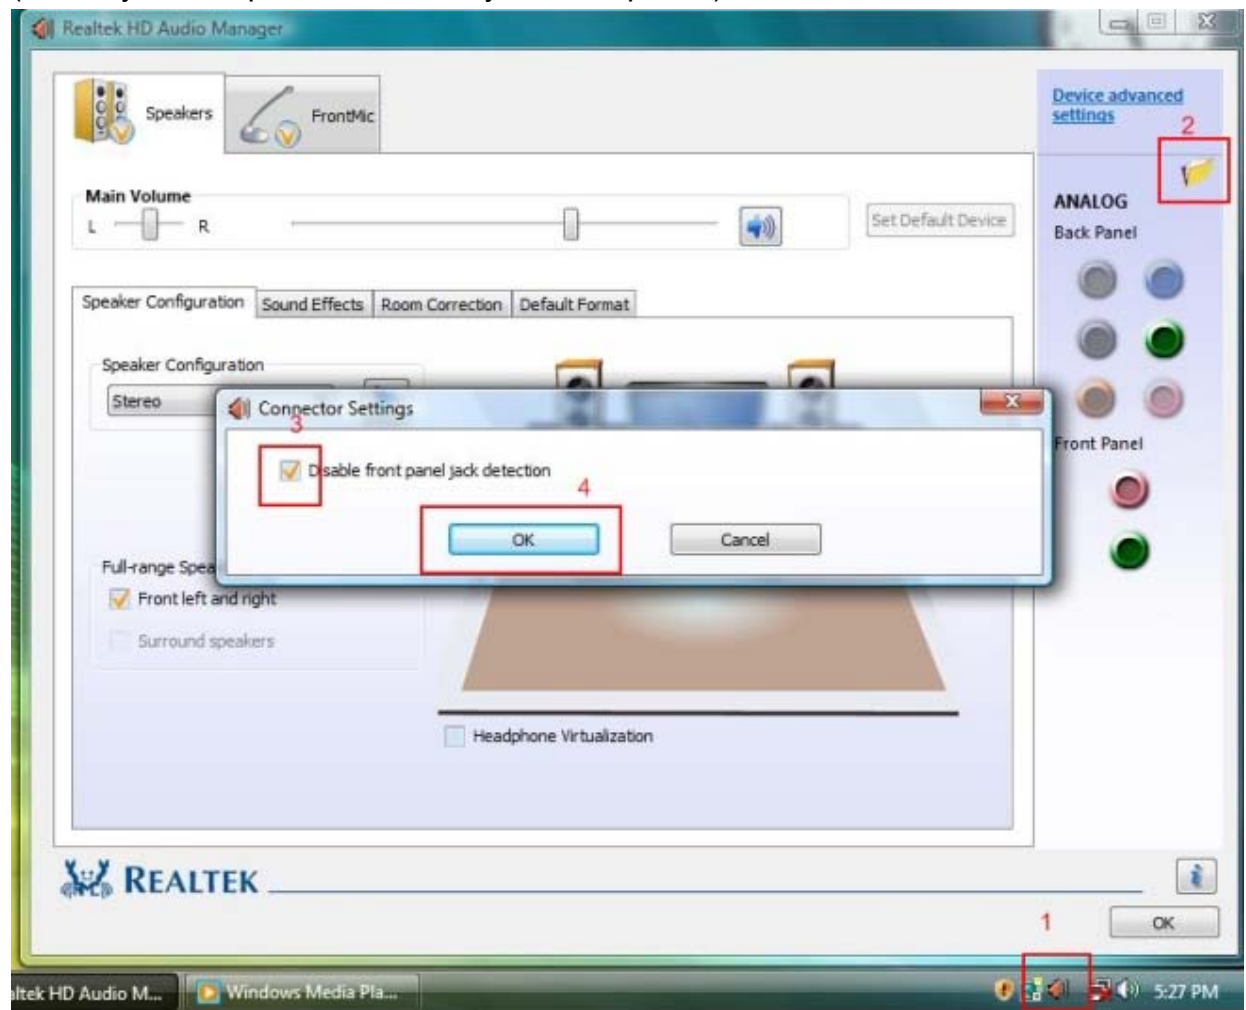 Realtek HD Audio Manager
Speakers
FrontMic
Device advanced
settings
2
Main Volume
L R
Set Default Device
ANALOG
Back Panel
Speaker Configuration Sound Effects Room Correction Default Format
Speaker Configuration
Stereo
Connector Settings
3
Disable front panel jack detection
4
OK Cancel
Front Panel
Full-range
Front left and right
Surround speakers
Headphone Virtualization
REALTEK
1
OK
HD Audio M...
Windows Media Pla...
5:27 PM